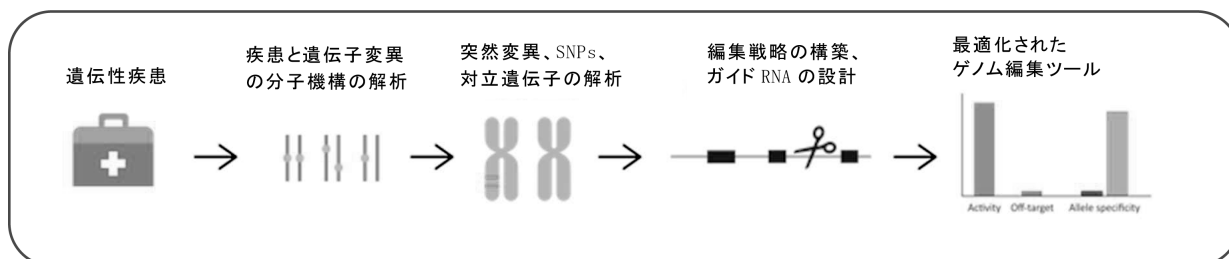 遺伝性疾患
疾患と遺伝子変異
の分子機構の解析
突然変異、SNPs、
対立遺伝子の解析
編集戦略の構築、
ガイド RNA の設計
最適化された
ゲノム編集ツール
Activity Off-target Allele specificity